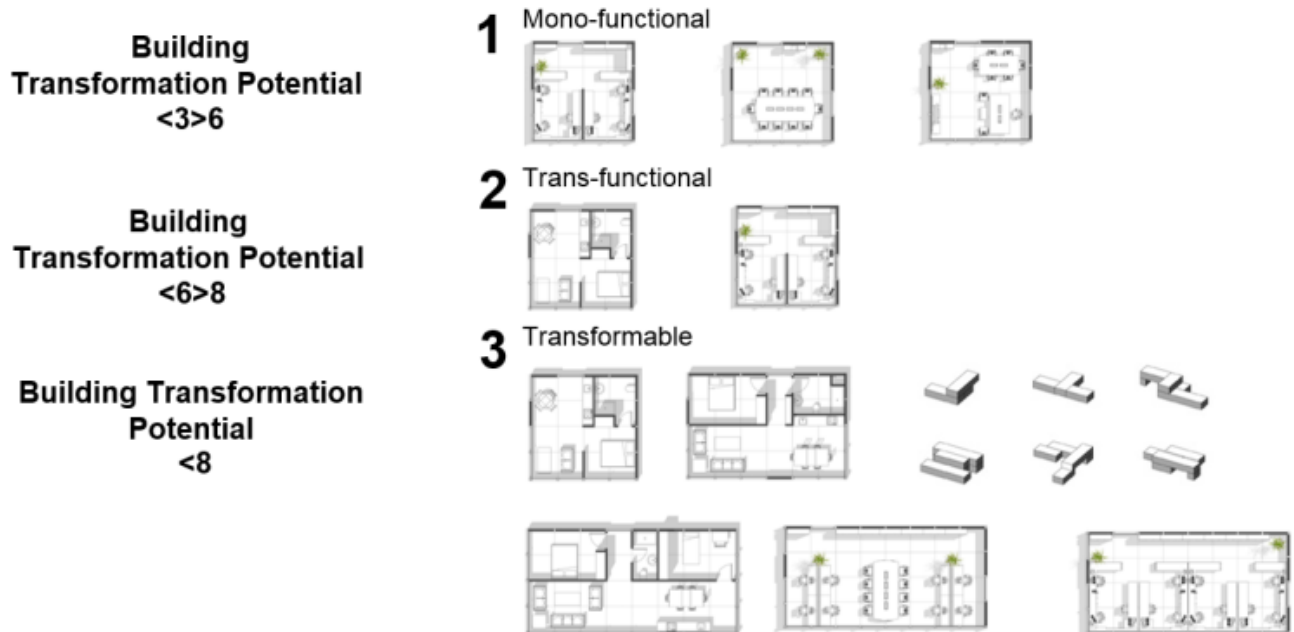 1 Mono-functional
Building
Transformation Potential
<3>6
2 Trans-functional
Building
Transformation Potential
<6>8
3 Transformable
Building Transformation
Potential
<8